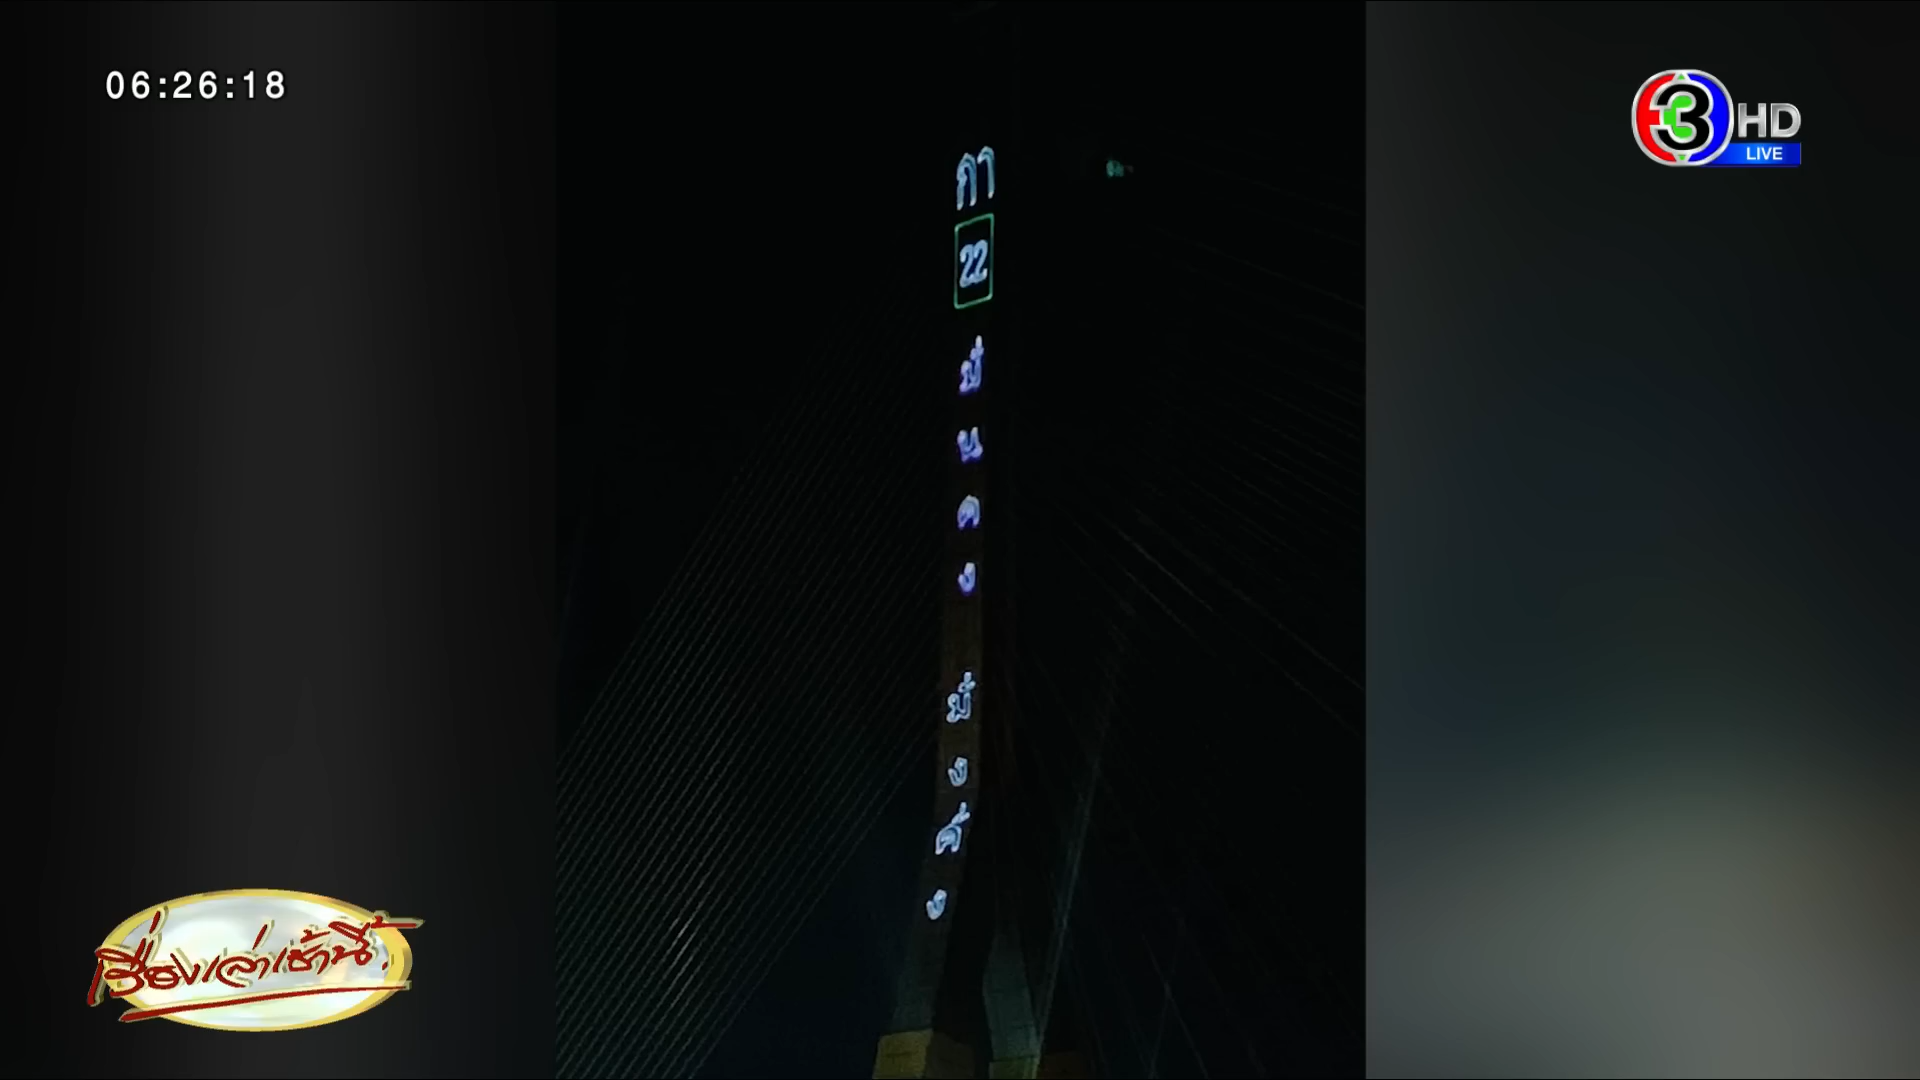 06:26:18
3 HD
LIVE
กา
22
มั่
น
ค
ง
มั่
ง
คั่
ง
เรื่องเล่าเช้านี้